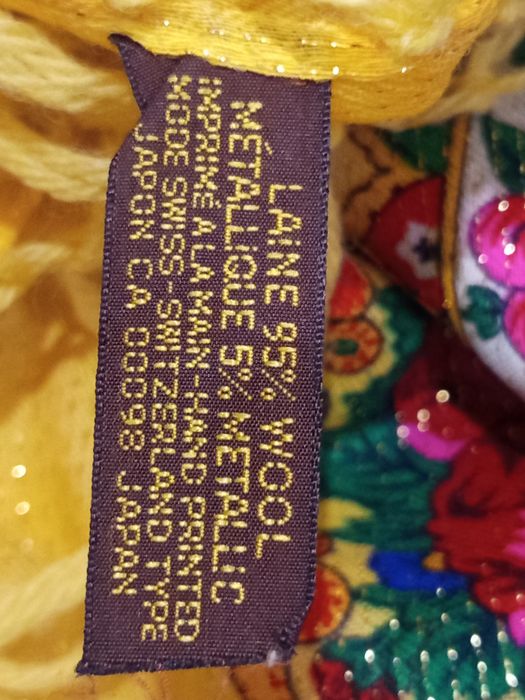 LAINE 95% WOOL
MÉTALLIQUE 5% METALLIC
IMPRIMÉ A LA MAIN-HAND PRINTED
MODE SWISS-SWITZERLAND TYPE
JAPON CA 00098 JAPAN